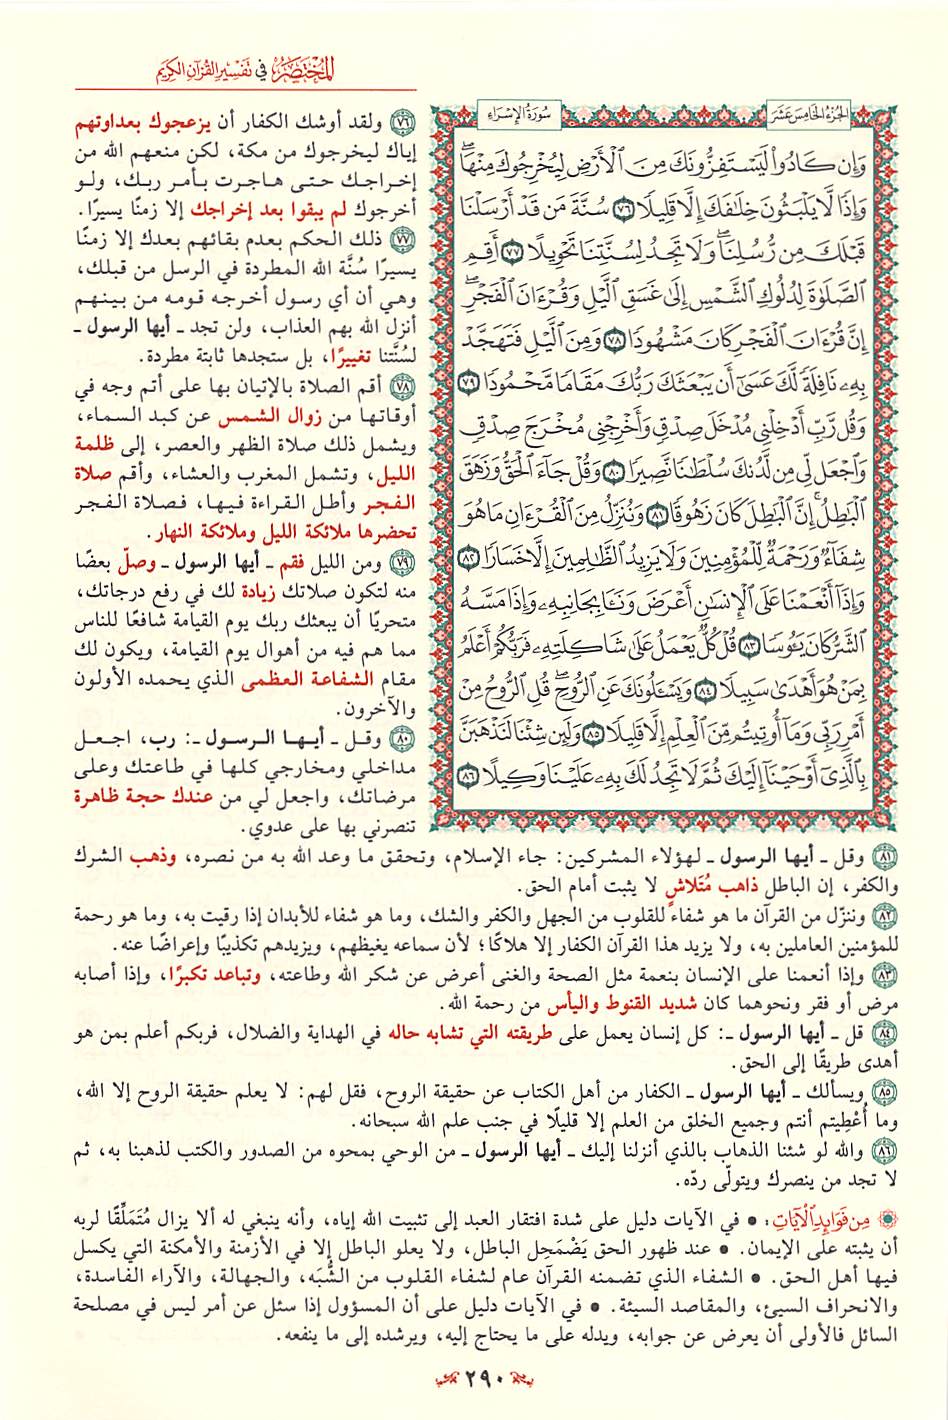 المختصر في تفسير القرآن الكريم
الجزء الخامس عشر
سورة الإسراء
وَإِن كَادُوا۟ لَيَسْتَفِزُّونَكَ مِنَ ٱلْأَرْضِ لِيُخْرِجُوكَ مِنْهَاۖ
وَإِذًا لَّا يَلْبَثُونَ خِلَٰفَكَ إِلَّا قَلِيلًا ٧٦ سُنَّةَ مَن قَدْ أَرْسَلْنَا
قَبْلَكَ مِن رُّسُلِنَاۖ وَلَا تَجِدُ لِسُنَّتِنَا تَحْوِيلًا ٧٧ أَقِمِ
ٱلصَّلَوٰةَ لِدُلُوكِ ٱلشَّمْسِ إِلَىٰ غَسَقِ ٱلَّيْلِ وَقُرْءَانَ ٱلْفَجْرِۖ
إِنَّ قُرْءَانَ ٱلْفَجْرِ كَانَ مَشْهُودًا ٧٨ وَمِنَ ٱلَّيْلِ فَتَهَجَّدْ
بِهِۦ نَافِلَةً لَّكَ عَسَىٰٓ أَن يَبْعَثَكَ رَبُّكَ مَقَامًا مَّحْمُودًا ٧٩
وَقُل رَّبِّ أَدْخِلْنِى مُدْخَلَ صِدْقٍ وَأَخْرِجْنِى مُخْرَجَ صِدْقٍ
وَٱجْعَل لِّى مِن لَّدُنكَ سُلْطَٰنًا نَّصِيرًا ٨٠ وَقُلْ جَآءَ ٱلْحَقُّ وَزَهَقَ
ٱلْبَٰطِلُۚ إِنَّ ٱلْبَٰطِلَ كَانَ زَهُوقًا ٨١ وَنُنَزِّلُ مِنَ ٱلْقُرْءَانِ مَا هُوَ
شِفَآءٌ وَرَحْمَةٌ لِّلْمُؤْمِنِينَ وَلَا يَزِيدُ ٱلظَّٰلِمِينَ إِلَّا خَسَارًا ٨٢
وَإِذَآ أَنْعَمْنَا عَلَى ٱلْإِنسَٰنِ أَعْرَضَ وَنَـَٔا بِجَانِبِهِۦ وَإِذَا مَسَّهُ
ٱلشَّرُّ كَانَ يَـُٔوسًا ٨٣ قُلْ كُلٌّ يَعْمَلُ عَلَىٰ شَاكِلَتِهِۦ فَرَبُّكُمْ أَعْلَمُ
بِمَنْ هُوَ أَهْدَىٰ سَبِيلًا ٨٤ وَيَسْـَٔلُونَكَ عَنِ ٱلرُّوحِۖ قُلِ ٱلرُّوحُ مِنْ
أَمْرِ رَبِّى وَمَآ أُوتِيتُم مِّنَ ٱلْعِلْمِ إِلَّا قَلِيلًا ٨٥ وَلَئِن شِئْنَا لَنَذْهَبَنَّ
بِٱلَّذِىٓ أَوْحَيْنَآ إِلَيْكَ ثُمَّ لَا تَجِدُ لَكَ بِهِۦ عَلَيْنَا وَكِيلًا ٨٦
٧٦ ولقد أوشك الكفار أن يزعجوك بعداوتهم
إياك ليخرجوك من مكة، لكن منعهم الله من
إخراجك حتى هاجرت بأمر ربك، ولو
أخرجوك لم يبقوا بعد إخراجك إلا زمنًا يسيرًا.
٧٧ ذلك الحكم بعدم بقائهم بعدك إلا زمنًا
يسيرًا سُنَّة الله المطردة في الرسل من قبلك،
وهي أن أي رسول أخرجه قومه من بينهم
أنزل الله بهم العذاب، ولن تجد ـ أيها الرسول ـ
لسُنَّتنا تغييرًا، بل ستجدها ثابتة مطردة.
٧٨ أقم الصلاة بالإتيان بها على أتم وجه في
أوقاتها من زوال الشمس عن كبد السماء،
ويشمل ذلك صلاة الظهر والعصر، إلى ظلمة
الليل، وتشمل المغرب والعشاء، وأقم صلاة
الفجر وأطل القراءة فيها، فصلاة الفجر
تحضرها ملائكة الليل وملائكة النهار.
٧٩ ومن الليل فقم ـ أيها الرسول ـ وصلّ بعضًا
منه لتكون صلاتك زيادة لك في رفع درجاتك،
متحريًا أن يبعثك ربك يوم القيامة شافعًا للناس
مما هم فيه من أهوال يوم القيامة، ويكون لك
مقام الشفاعة العظمى الذي يحمده الأولون
والآخرون.
٨٠ وقل ـ أيها الرسول ـ: رب، اجعل
مداخلي ومخارجي كلها في طاعتك وعلى
مرضاتك، واجعل لي من عندك حجة ظاهرة
تنصرني بها على عدوي.
٨١ وقل ـ أيها الرسول ـ لهؤلاء المشركين: جاء الإسلام، وتحقق ما وعد الله به من نصره، وذهب الشرك
والكفر، إن الباطل ذاهب مُتَلاشٍ لا يثبت أمام الحق.
٨٢ وننزّل من القرآن ما هو شفاء للقلوب من الجهل والكفر والشك، وما هو شفاء للأبدان إذا رقيت به، وما هو رحمة
للمؤمنين العاملين به، ولا يزيد هذا القرآن الكفار إلا هلاكًا؛ لأن سماعه يغيظهم، ويزيدهم تكذيبًا وإعراضًا عنه.
٨٣ وإذا أنعمنا على الإنسان بنعمة مثل الصحة والغنى أعرض عن شكر الله وطاعته، وتباعد تكبرًا، وإذا أصابه
مرض أو فقر ونحوهما كان شديد القنوط واليأس من رحمة الله.
٨٤ قل ـ أيها الرسول ـ: كل إنسان يعمل على طريقته التي تشابه حاله في الهداية والضلال، فربكم أعلم بمن هو
أهدى طريقًا إلى الحق.
٨٥ ويسألك ـ أيها الرسول ـ الكفار من أهل الكتاب عن حقيقة الروح، فقل لهم: لا يعلم حقيقة الروح إلا الله،
وما أُعْطِيتم أنتم وجميع الخلق من العلم إلا قليلًا في جنب علم الله سبحانه.
٨٦ والله لو شئنا الذهاب بالذي أنزلنا إليك ـ أيها الرسول ـ من الوحي بمحوه من الصدور والكتب لذهبنا به، ثم
لا تجد من ينصرك ويتولّى ردّه.
من فوائد الآيات: • في الآيات دليل على شدة افتقار العبد إلى تثبيت الله إياه، وأنه ينبغي له ألا يزال مُتَمَلِّقًا لربه
أن يثبته على الإيمان. • عند ظهور الحق يَضْمَحِل الباطل، ولا يعلو الباطل إلا في الأزمنة والأمكنة التي يكسل
فيها أهل الحق. • الشفاء الذي تضمنه القرآن عام لشفاء القلوب من الشُّبَه، والجهالة، والآراء الفاسدة،
والانحراف السيئ، والمقاصد السيئة. • في الآيات دليل على أن المسؤول إذا سئل عن أمر ليس في مصلحة
السائل فالأولى أن يعرض عن جوابه، ويدله على ما يحتاج إليه، ويرشده إلى ما ينفعه.
٢٩٠